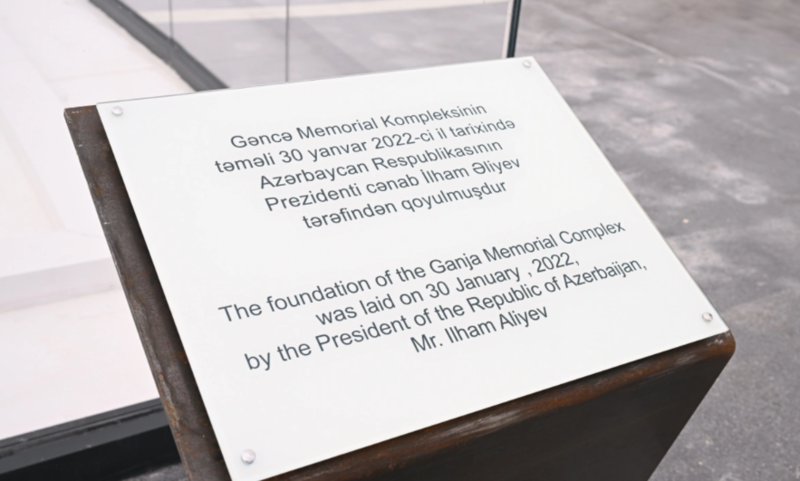 Gəncə Memorial Kompleksinin
təməli 30 yanvar 2022-ci il tarixində
Azərbaycan Respublikasının
Prezidenti cənab İlham Əliyev
tərəfindən qoyulmuşdur
The foundation of the Ganja Memorial Complex
was laid on 30 January , 2022,
by the President of the Republic of Azerbaijan,
Mr. Ilham Aliyev